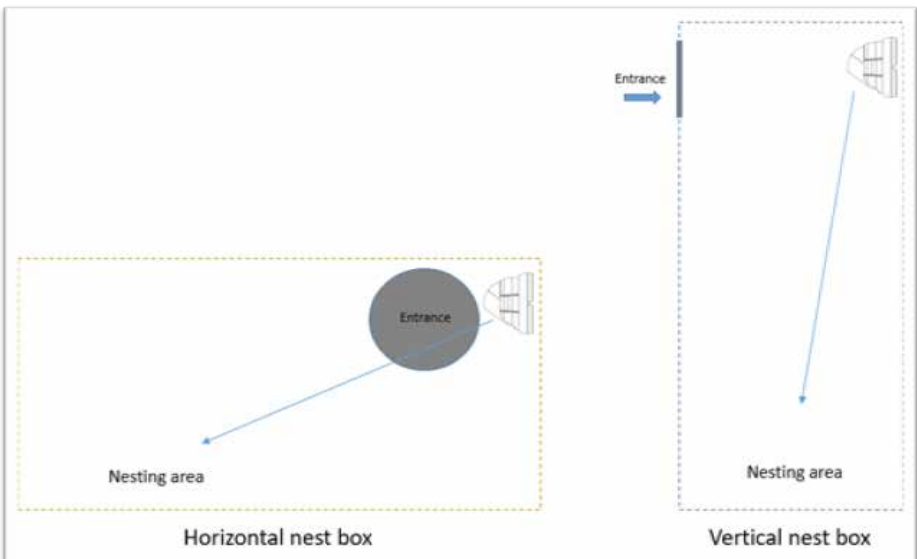 Entrance
Entrance
Nesting area
Nesting area
Horizontal nest box
Vertical nest box